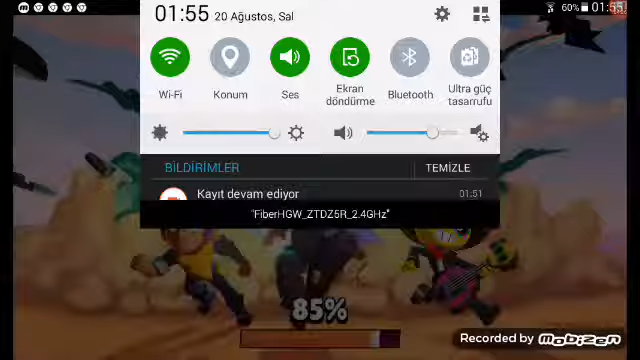 60% 01:55
01:55 20 Ağustos, Sal
Wi-Fi
Konum
Ses
Ekran
döndürme
Bluetooth
Ultra güç
tasarrufu
BİLDİRİMLER
TEMİZLE
Kayıt devam ediyor
01:51
"FiberHGW_ZTDZ5R_2.4GHz"
85%
Recorded by mobizen